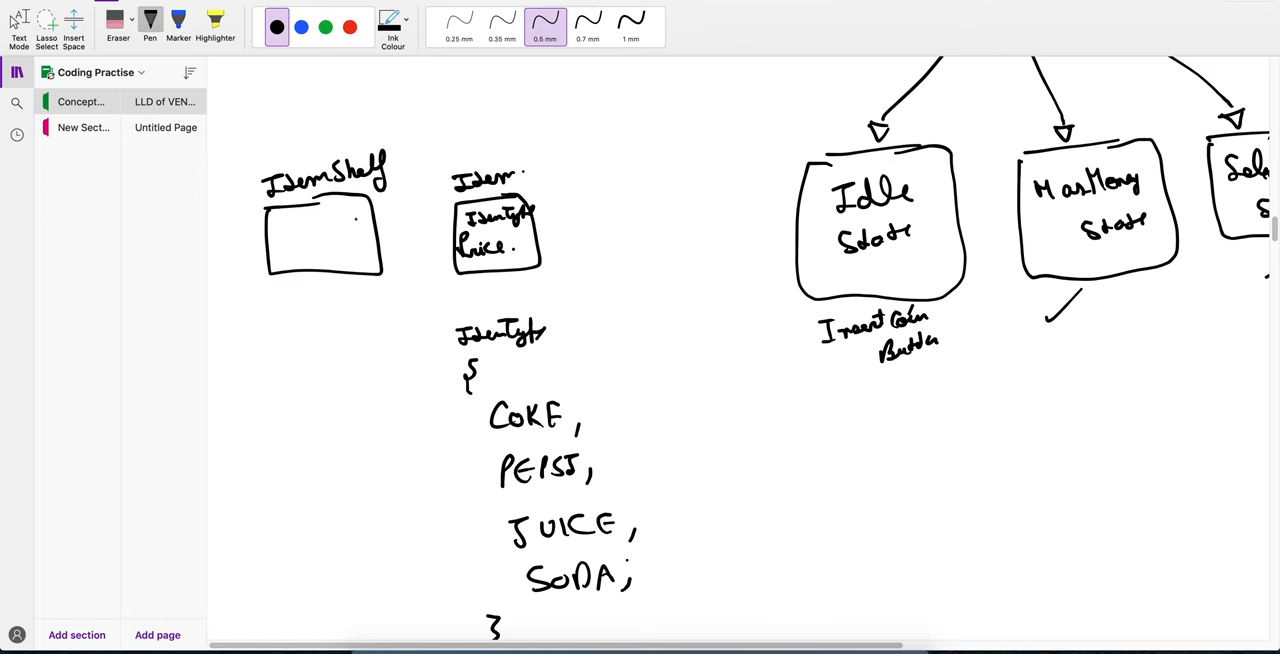 Text
Mode
Lasso
Select
Insert
Space
Eraser
Pen
Marker
Highlighter
Ink
Colour
0.25 mm
0.35 mm
0.5 mm
0.7 mm
1 mm
Coding Practise
Concept...
LLD of VEN...
New Sect...
Untitled Page
Add section
Add page
ItemShelf
Item
ItemType
Price
ItemType
{
COKE,
PEPSI,
JUICE,
SODA;
}
Idle
State
Insert Coin
Button
HasMoney
State
Sele
S